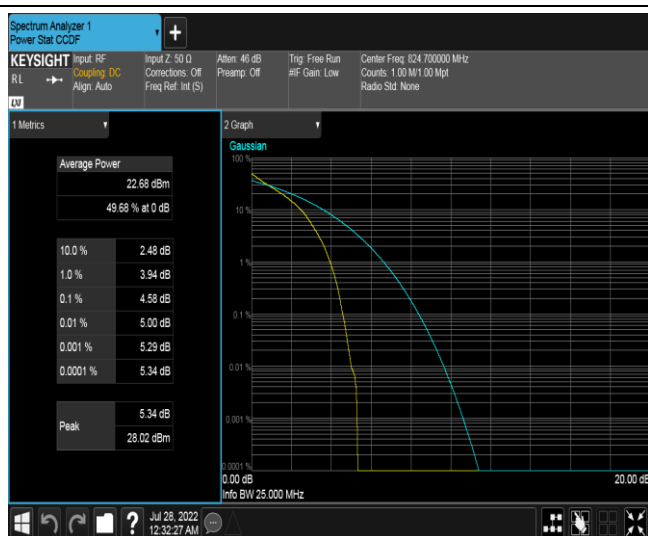 Spectrum Analyzer 1
Power Stat CCDF
KEYSIGHT
RL
LXI
Input: RF
Coupling: DC
Align: Auto
Input Z: 50 Ω
Corrections: Off
Freq Ref: Int (S)
Atten: 46 dB
Preamp: Off
Trig: Free Run
#IF Gain: Low
Center Freq: 824.700000 MHz
Counts: 1.00 M/1.00 Mpt
Radio Std: None
1 Metrics
Average Power
22.68 dBm
49.68 % at 0 dB
10.0 % 2.48 dB
1.0 % 3.94 dB
0.1 % 4.58 dB
0.01 % 5.00 dB
0.001 % 5.29 dB
0.0001 % 5.34 dB
Peak
5.34 dB
28.02 dBm
2 Graph
Gaussian
100 %
10 %
1 %
0.1 %
0.01 %
0.001 %
0.0001 %
0.00 dB 20.00 dB
Info BW 25.000 MHz
?
Jul 28, 2022
12:32:27 AM